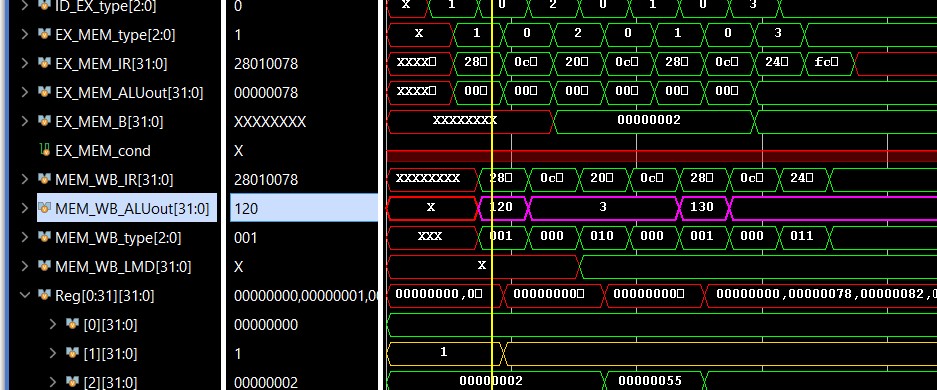 ID_EX_type[2:0] 0 X 1 0 2 0 1 0 3
EX_MEM_type[2:0] 1 X 1 0 2 0 1 0 3
EX_MEM_IR[31:0] 28010078 XXXX 28 0c 20 0c 28 0c 24 fc
EX_MEM_ALUout[31:0] 00000078 XXXX 00 00 00 00 00 00
EX_MEM_B[31:0] XXXXXXXX XXXXXXXX 00000002
EX_MEM_cond X
MEM_WB_IR[31:0] 28010078 XXXXXXXX 28 0c 20 0c 28 0c 24
MEM_WB_ALUout[31:0] 120 X 120 3 130
MEM_WB_type[2:0] 001 XXX 001 000 010 000 001 000 011
MEM_WB_LMD[31:0] X X
Reg[0:31][31:0] 00000000,00000001,0 00000000,0 00000000 00000000 00000000,00000078,00000082,0
[0][31:0] 00000000
[1][31:0] 1 1
[2][31:0] 00000002 00000002 00000055